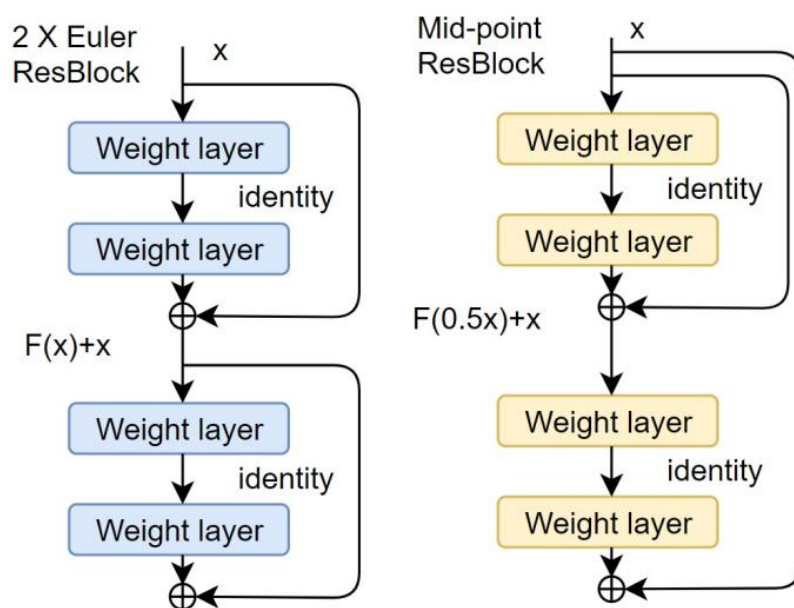 2 X Euler
ResBlock
x
Weight layer
identity
Weight layer
F(x)+x
Weight layer
identity
Weight layer
Mid-point
ResBlock
x
Weight layer
identity
Weight layer
F(0.5x)+x
Weight layer
identity
Weight layer